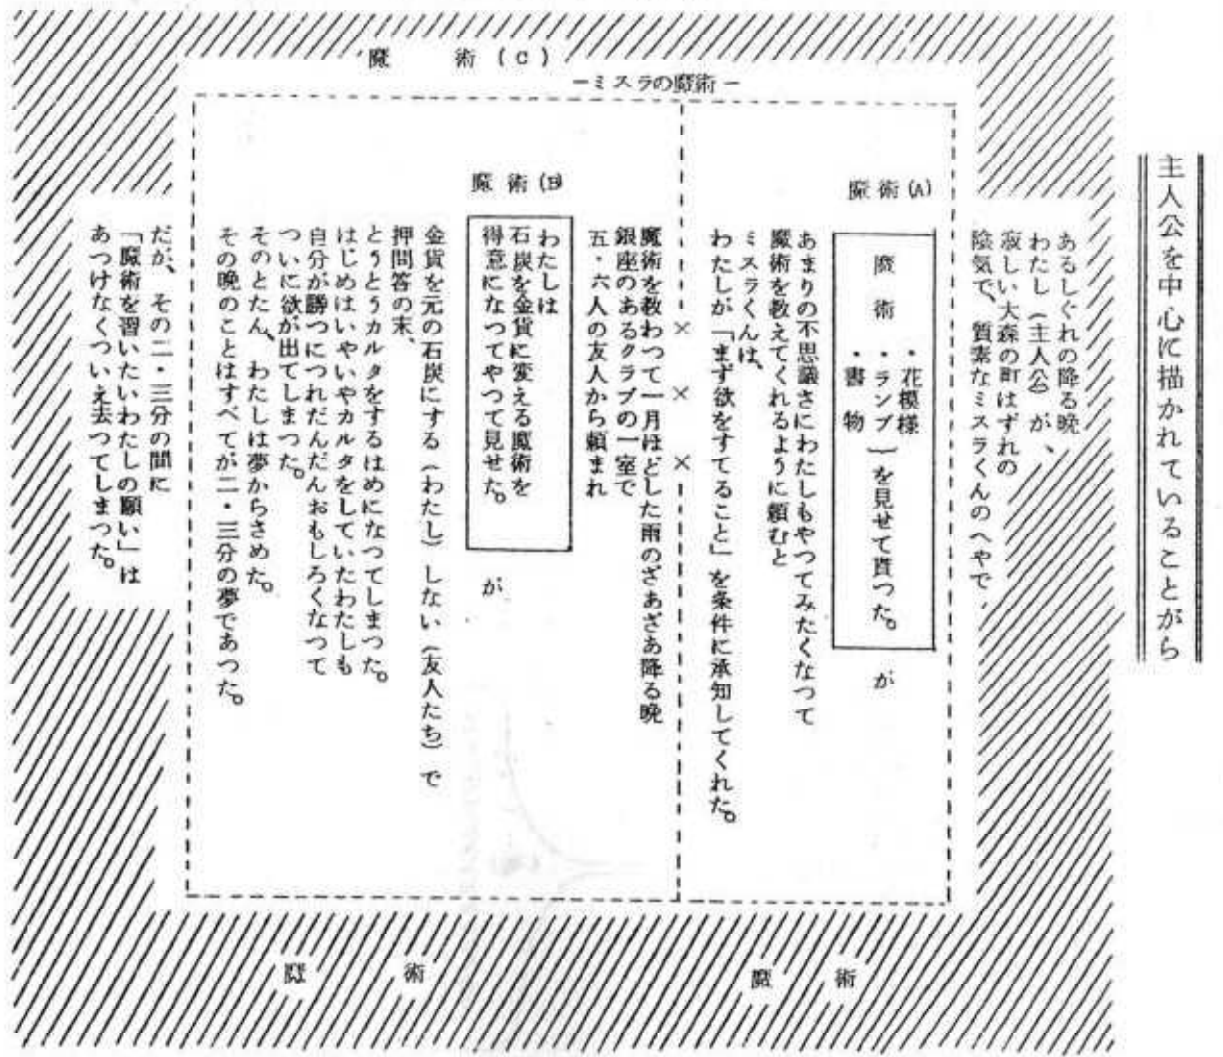 主人公を中心に描かれていることがら
魔 術 (C)
ーミスラの魔術ー
あるしぐれの降る晩
わたし(主人公)が、
寂しい大森の町はずれの
陰気で、質素なミスラくんのへやで、
魔術(A)
魔 術 ・花模様
・ランプ
・書 物
を見せて貰つた。
が
あまりの不思議さにわたしもやつてみたくなつて
魔術を教えてくれるように頼むと
ミスラくんは、
わたしが「まず欲をすてること」を条件に承知してくれた。
× × ×
魔術を教わつて一月ほどした雨のざあざあ降る晩
銀座のあるクラブの一室で
五・六人の友人から頼まれ
魔術(B)
わたしは
石炭を金貨に変える魔術を
得意になつてやつて見せた。
が
金貨を元の石炭にする(わたし)しない(友人たち)で
押問答の末、
とうとうカルタをするはめになつてしまつた。
はじめはいやいやカルタをしていたわたしも
自分が勝つにつれだんだんおもしろくなつて
ついに欲が出てしまつた。
そのとたん、わたしは夢からさめた。
その晩のことはすべてが二・三分の夢であつた。
だが、その二・三分の間に
「魔術を習いたいわたしの願い」は
あつけなくついえ去つてしまつた。
魔 術
魔 術